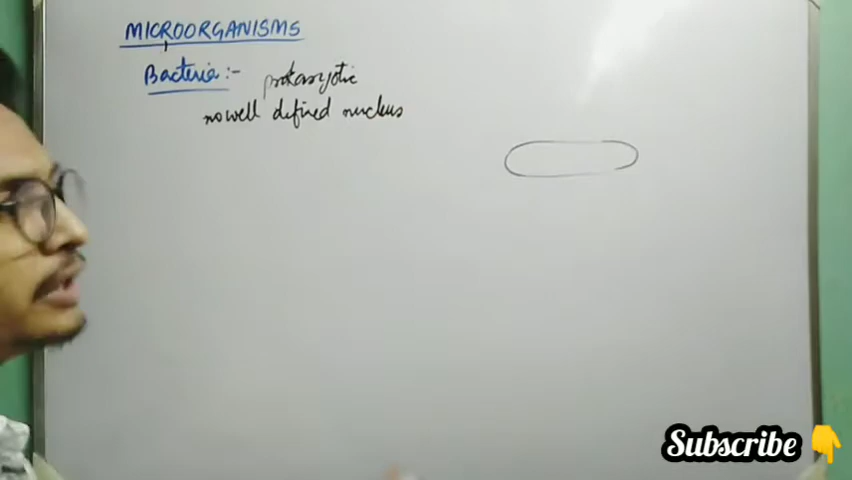 MICROORGANISMS
Bacteria :- prokaryotic
no well defined nucleus
Subscribe